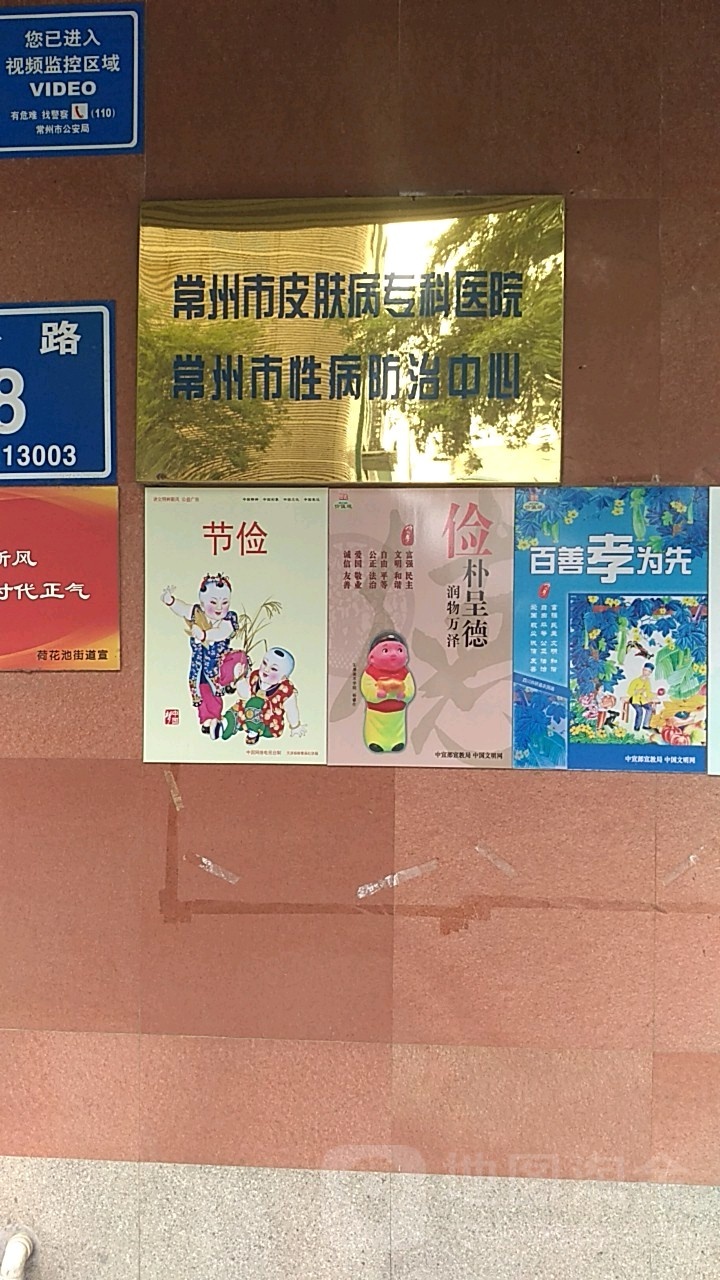 您已进入
视频监控区域
VIDEO
有危难 找警察 (110)
常州市公安局
常州市皮肤病专科医院
常州市性病防治中心
路
8
13003
新风
时代正气
荷花池街道宣
节俭
俭
朴呈德
润物万泽
富强 民主
文明 和谐
自由 平等
公正 法治
爱国 敬业
诚信 友善
中宣部宣教局 中国文明网
百善孝为先
中宣部宣教局 中国文明网